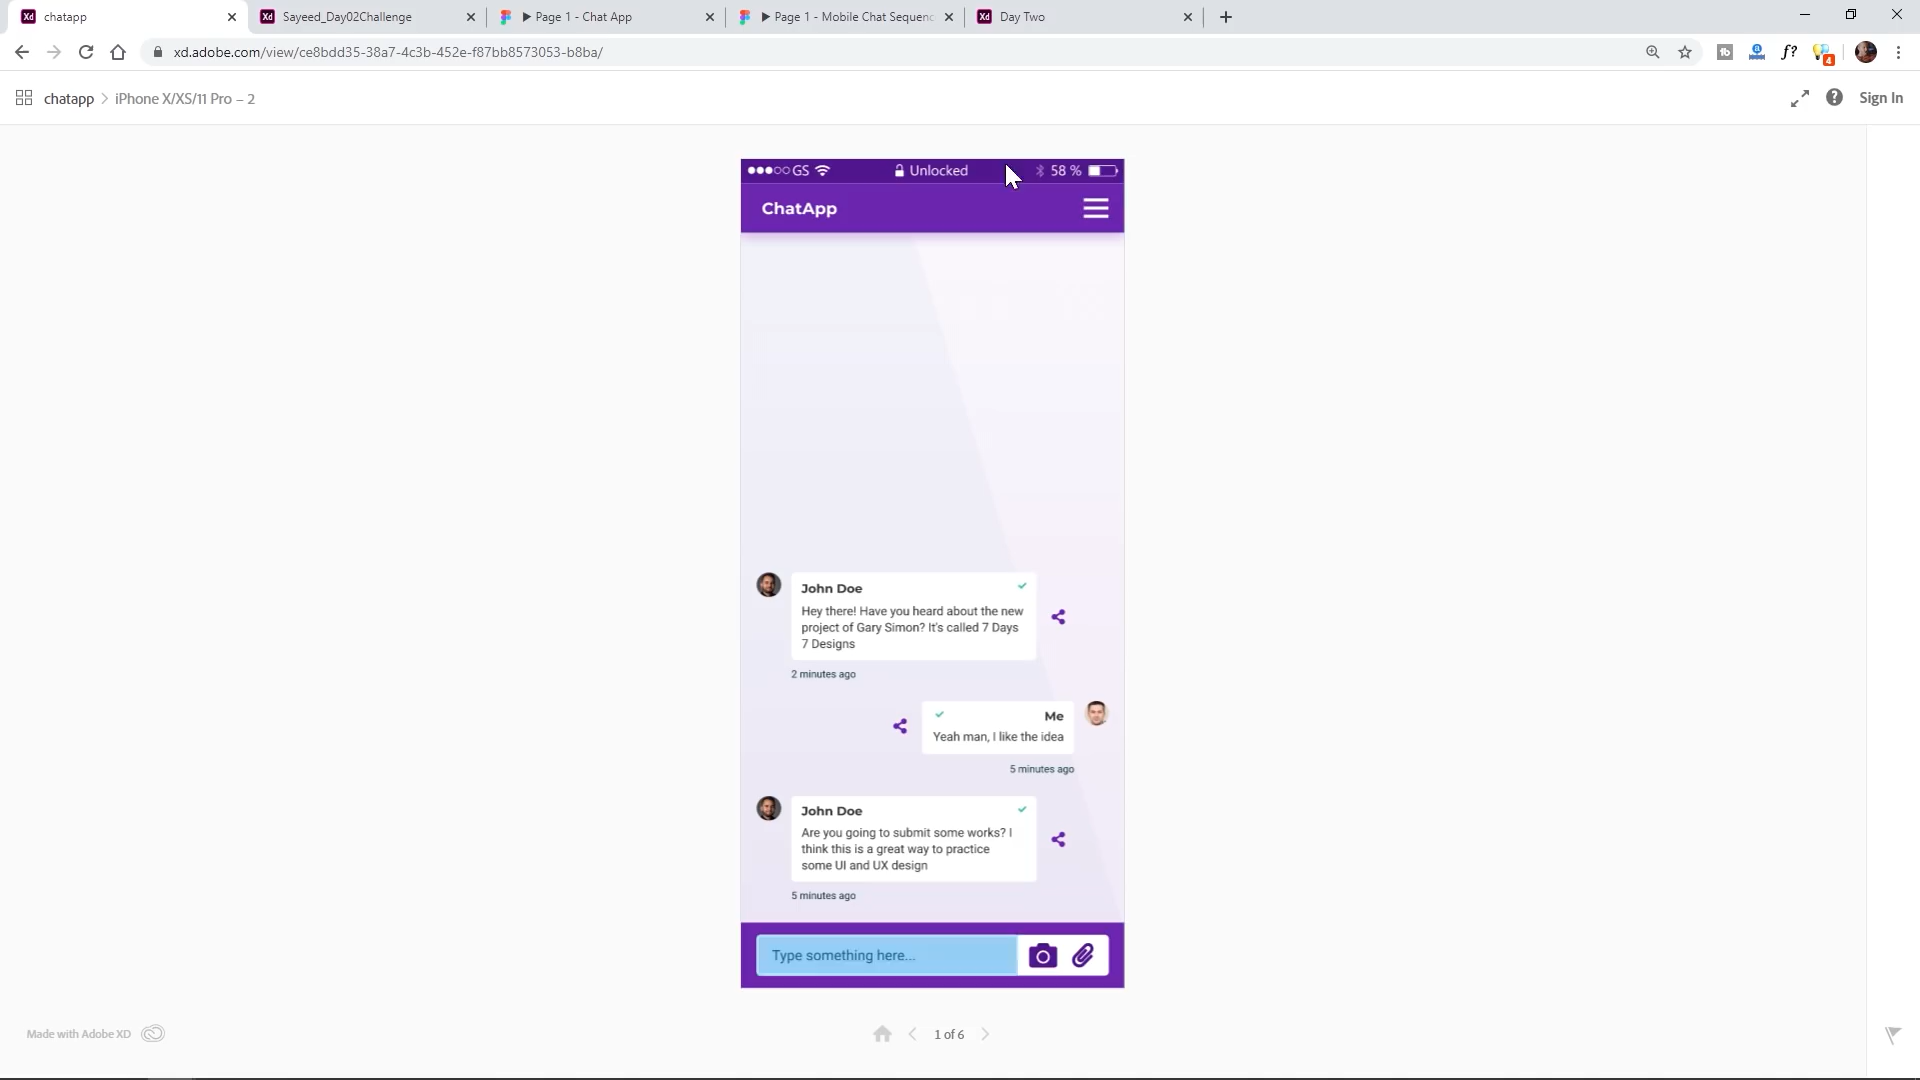 chatapp
Sayeed_Day02Challenge
Page 1 - Chat App
Page 1 - Mobile Chat Sequenc
Day Two
xd.adobe.com/view/ce8bdd35-38a7-4c3b-452e-f87bb8573053-b8ba/
f?
4
chatapp > iPhone X/XS/11 Pro – 2
Sign In
GS
Unlocked
58 %
ChatApp
John Doe
Hey there! Have you heard about the new
project of Gary Simon? It's called 7 Days
7 Designs
2 minutes ago
Me
Yeah man, I like the idea
5 minutes ago
John Doe
Are you going to submit some works? I
think this is a great way to practice
some UI and UX design
5 minutes ago
Type something here...
Made with Adobe XD
1 of 6